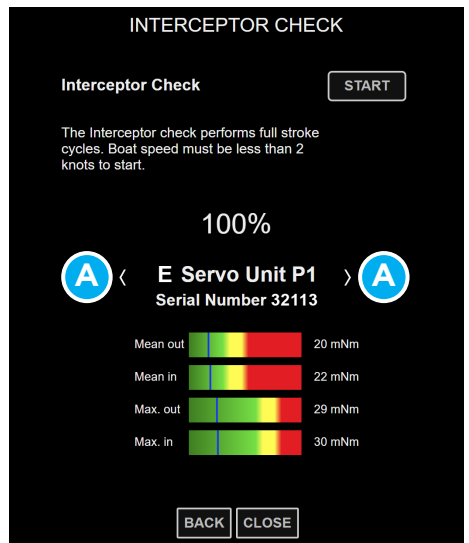 INTERCEPTOR CHECK
Interceptor Check
START
The Interceptor check performs full stroke
cycles. Boat speed must be less than 2
knots to start.
100%
A ‹ E Servo Unit P1 › A
Serial Number 32113
Mean out 20 mNm
Mean in 22 mNm
Max. out 29 mNm
Max. in 30 mNm
BACK CLOSE